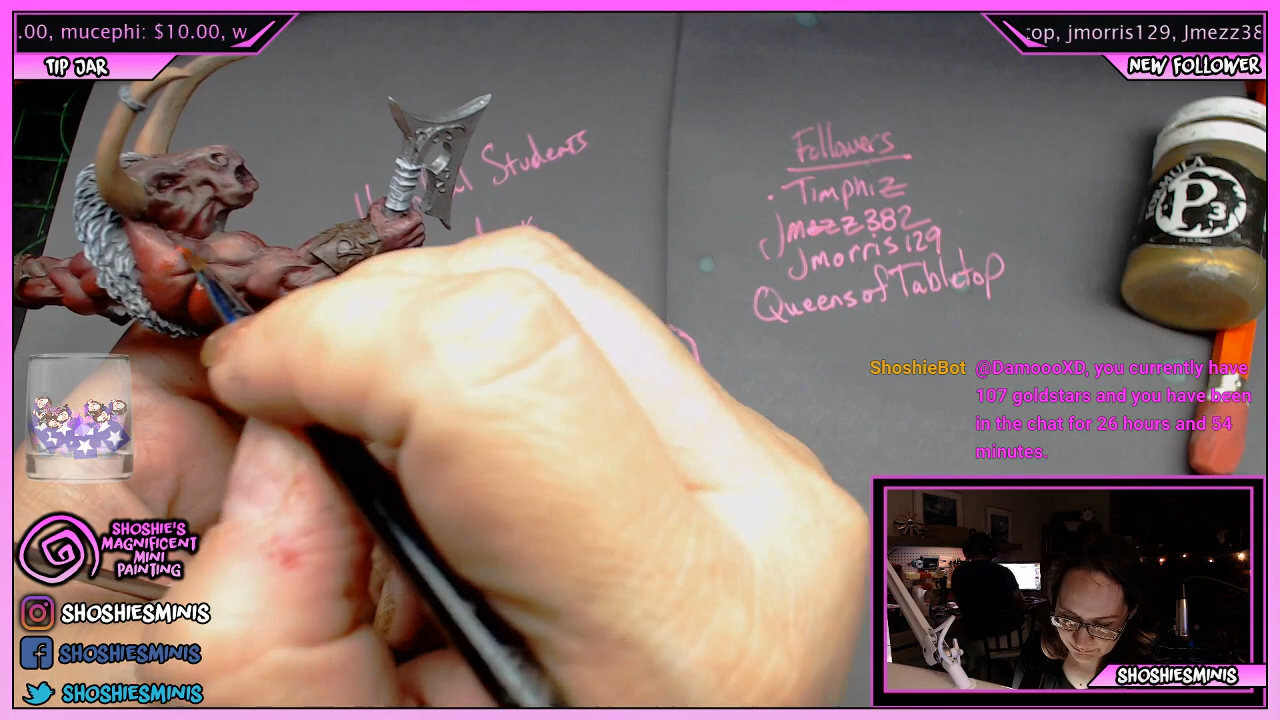 .00, mucephi: $10.00, w
top, jmorris129, Jmezz38
TIP JAR
NEW FOLLOWER
Students
Followers
. Timphiz
Jmezz382
Jmorris129
QueensofTabletop
FORMULA
P3
ShoshieBot @DamoooXD, you currently have
107 goldstars and you have been
in the chat for 26 hours and 54
minutes.
SHOSHIE'S
MAGNIFICENT
MINI
PAINTING
SHOSHIESMINIS
SHOSHIESMINIS
SHOSHIESMINIS
SHOSHIESMINIS